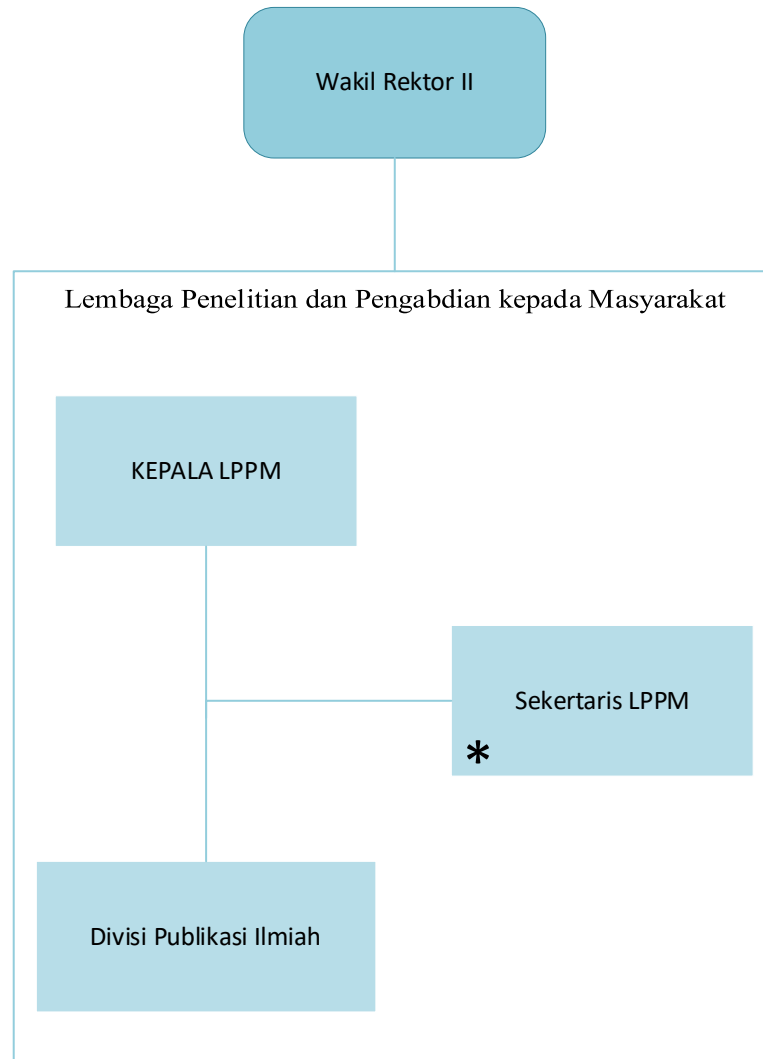 Wakil Rektor II
Lembaga Penelitian dan Pengabdian kepada Masyarakat
KEPALA LPPM
Sekertaris LPPM
*
Divisi Publikasi Ilmiah